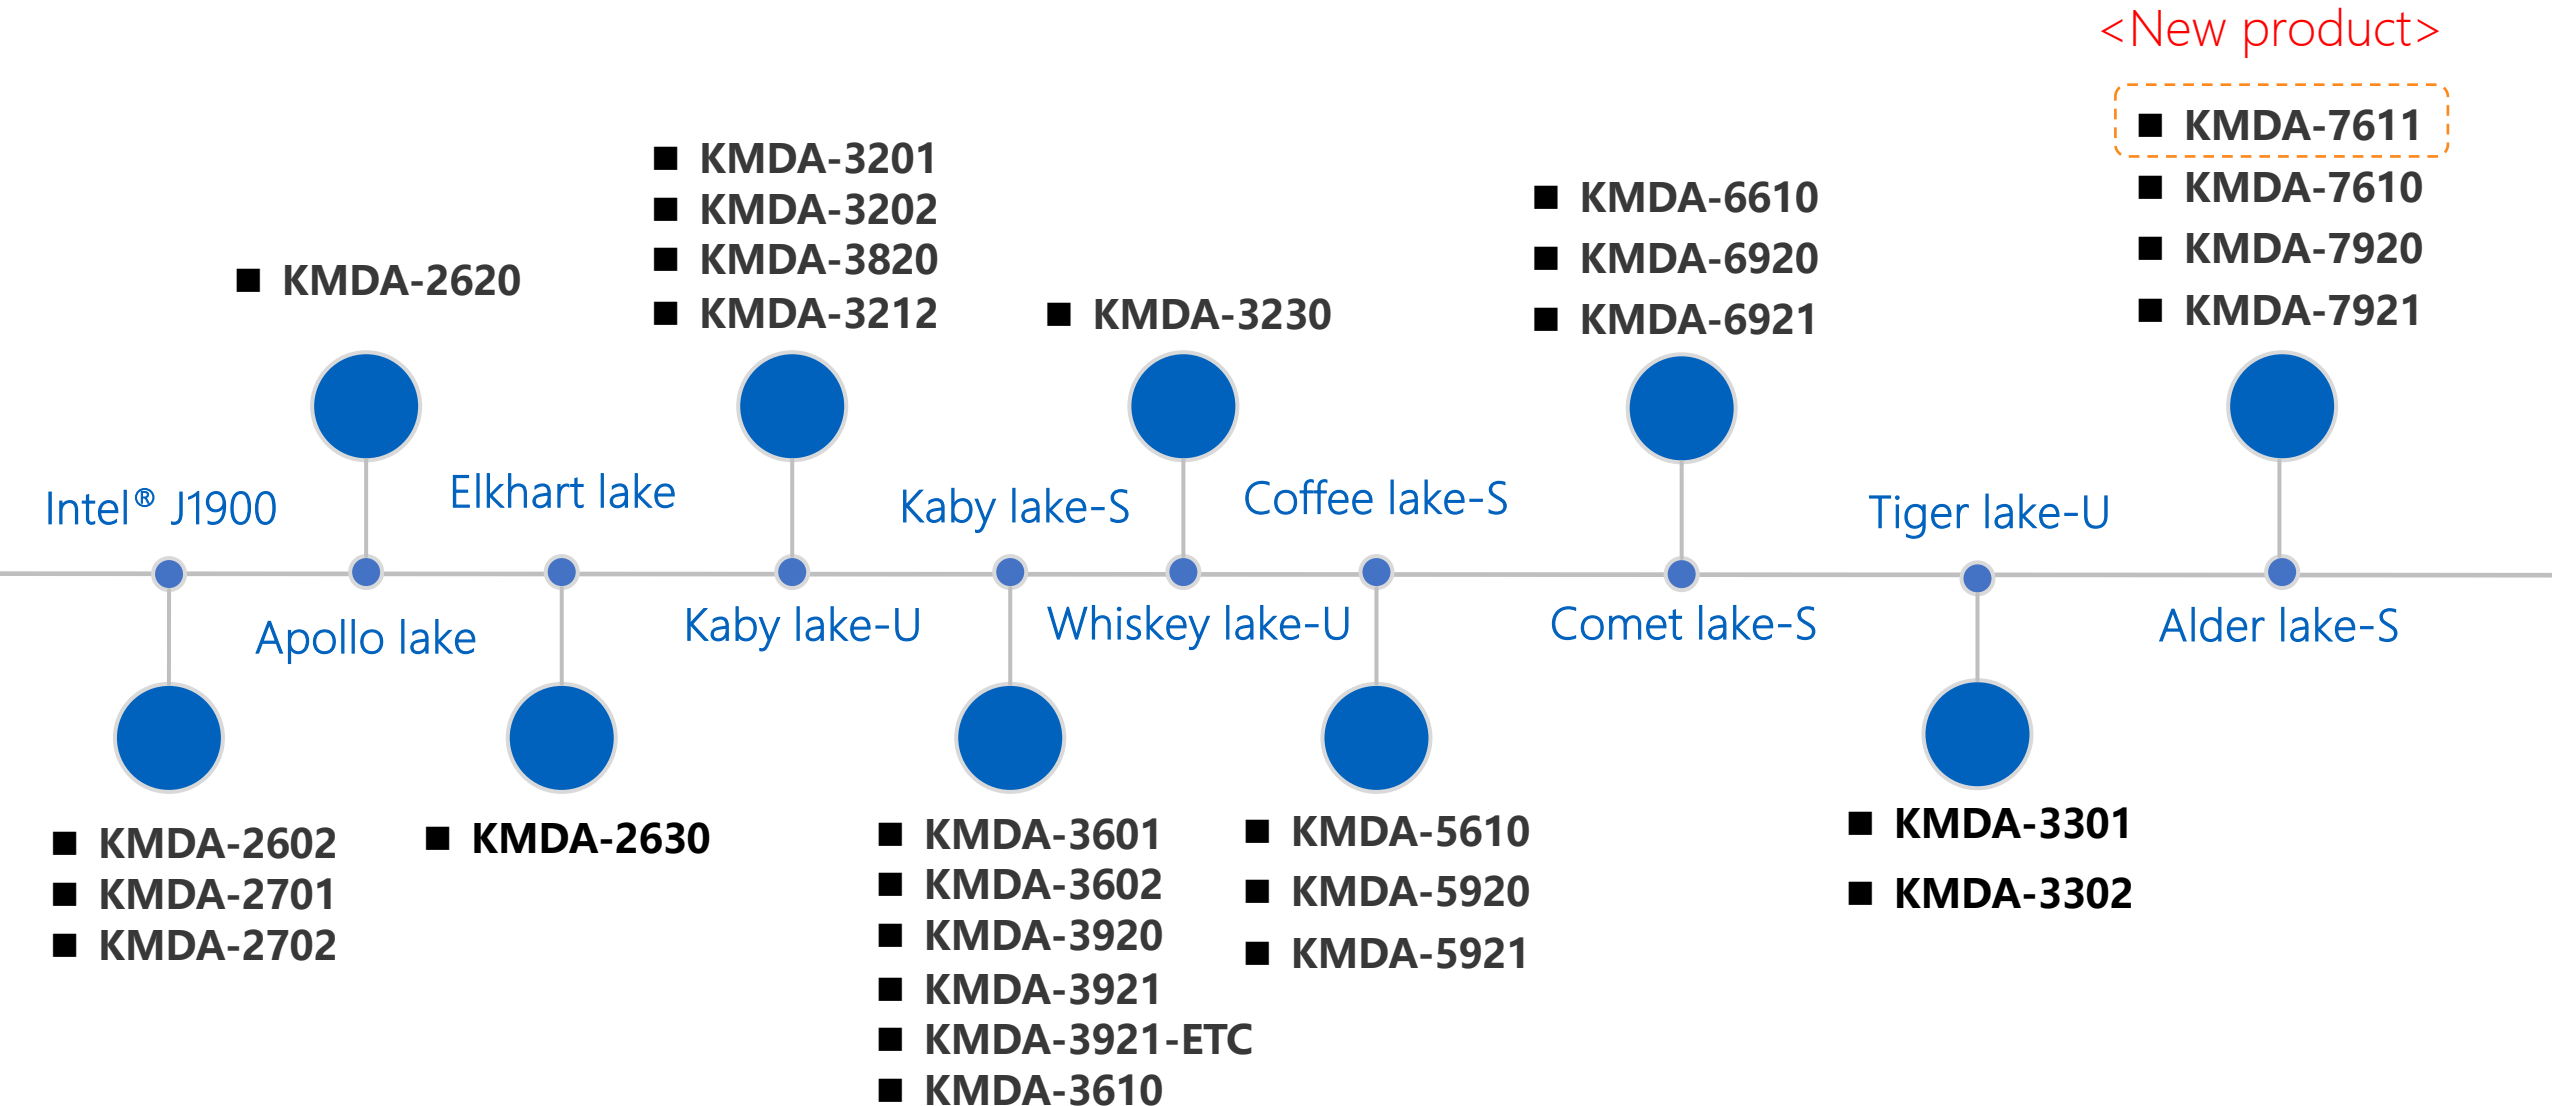 <New product>
KMDA-7611
KMDA-7610
KMDA-7920
KMDA-7921
KMDA-3201
KMDA-3202
KMDA-3820
KMDA-3212
KMDA-6610
KMDA-6920
KMDA-6921
KMDA-2620
KMDA-3230
Intel® J1900
Elkhart lake
Kaby lake-S
Coffee lake-S
Tiger lake-U
Apollo lake
Kaby lake-U
Whiskey lake-U
Comet lake-S
Alder lake-S
KMDA-2602
KMDA-2701
KMDA-2702
KMDA-2630
KMDA-3601
KMDA-3602
KMDA-3920
KMDA-3921
KMDA-3921-ETC
KMDA-3610
KMDA-5610
KMDA-5920
KMDA-5921
KMDA-3301
KMDA-3302